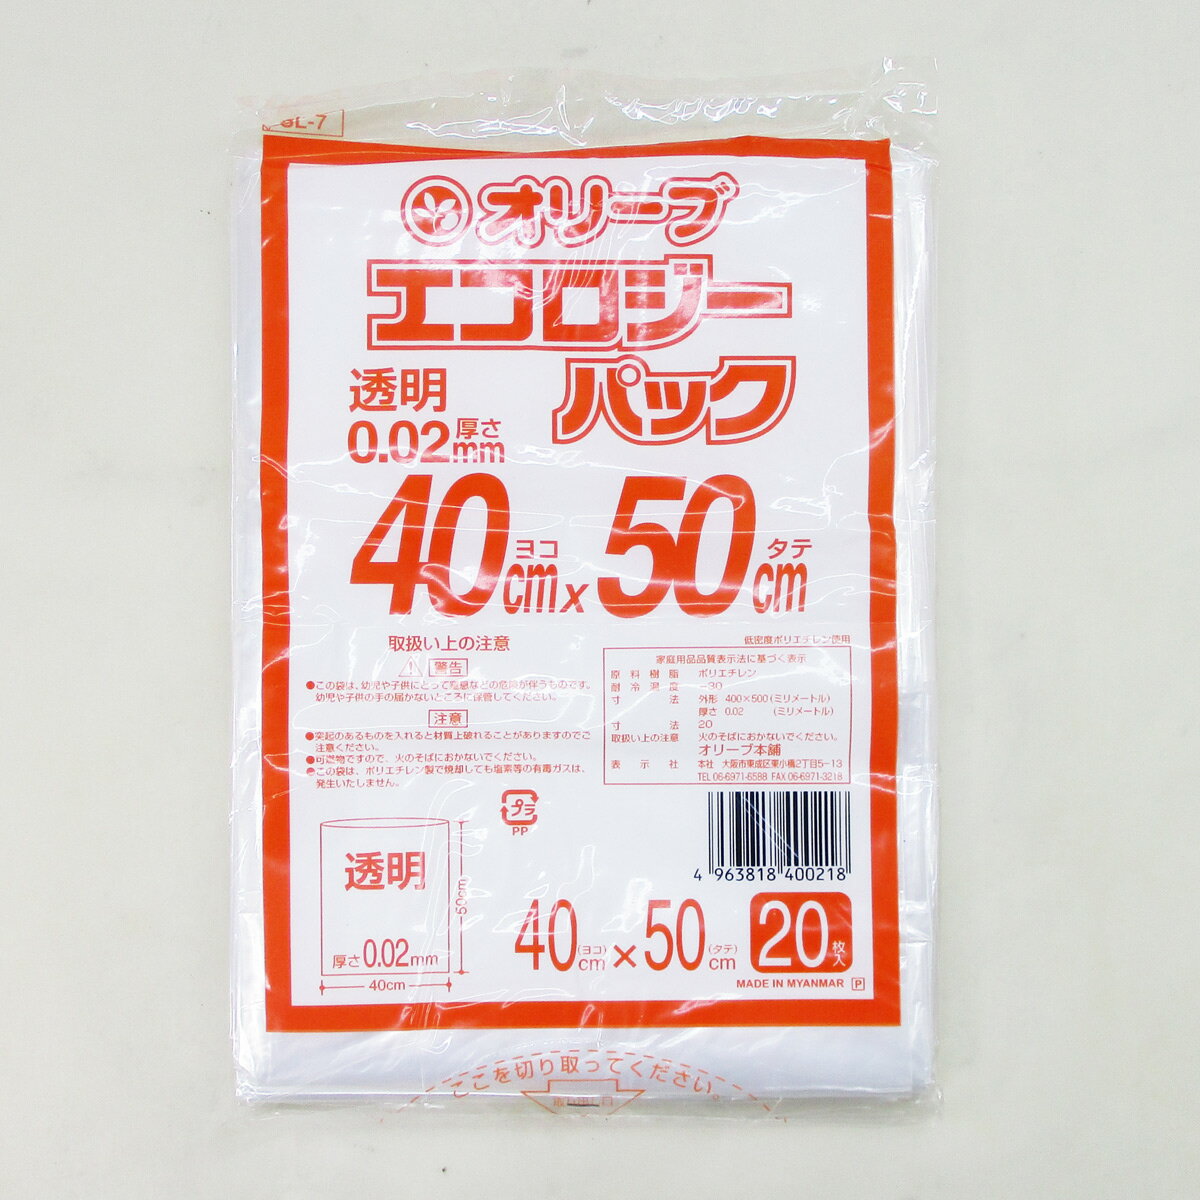 GL-7
オリーブ
エコロジー
パック
透明
0.02mm 厚さ
40cm ヨコ x 50cm タテ
取扱い上の注意
警告
●この袋は、幼児や子供にとって窒息などの危険が伴うものです。
幼児や子供の手の届かないところに保管してください。
注意
●突起のあるものを入れると材質上破れることがありますのでご
注意ください。
●可燃物ですので、火のそばにおかないでください。
●この袋は、ポリエチレン製で焼却しても塩素等の有毒ガスは、
発生いたしません。
低密度ポリエチレン使用
家庭用品品質表示法に基づく表示
原料樹脂 ポリエチレン
耐冷温度 −30
寸法 外形 400×500(ミリメートル)
厚さ 0.02 (ミリメートル)
寸法 20
取扱い上の注意 火のそばにおかないでください。
オリーブ本舗
表示社 本社 大阪市東成区東小橋2丁目5-13
TEL 06-6971-6588 FAX 06-6971-3218
プラ
PP
4 963818 400218
透明
厚さ0.02mm
50cm
40cm
40(ヨコ)cm×50(タテ)cm
20枚入
MADE IN MYANMAR P
ここを切り取ってください。
取り出し口